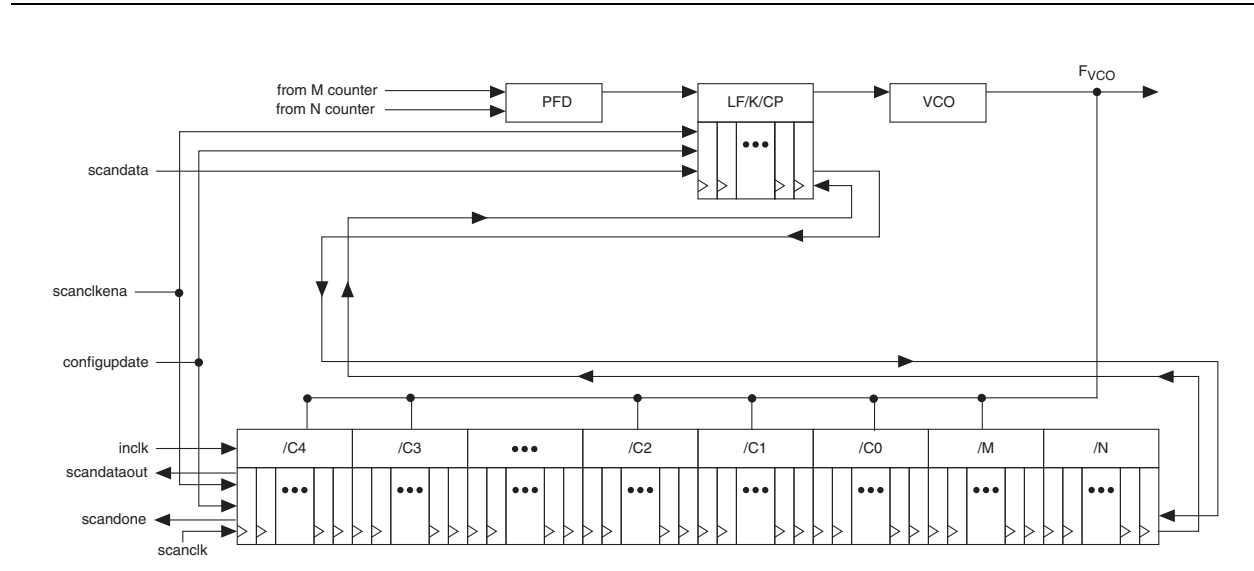 F_VCO
from M counter
from N counter
PFD
LF/K/CP
VCO
•••
scandata
scanclkena
configupdate
inclk
/C4
/C3
•••
/C2
/C1
/C0
/M
/N
scandataout
••• ••• ••• ••• ••• ••• ••• •••
scandone
scanclk